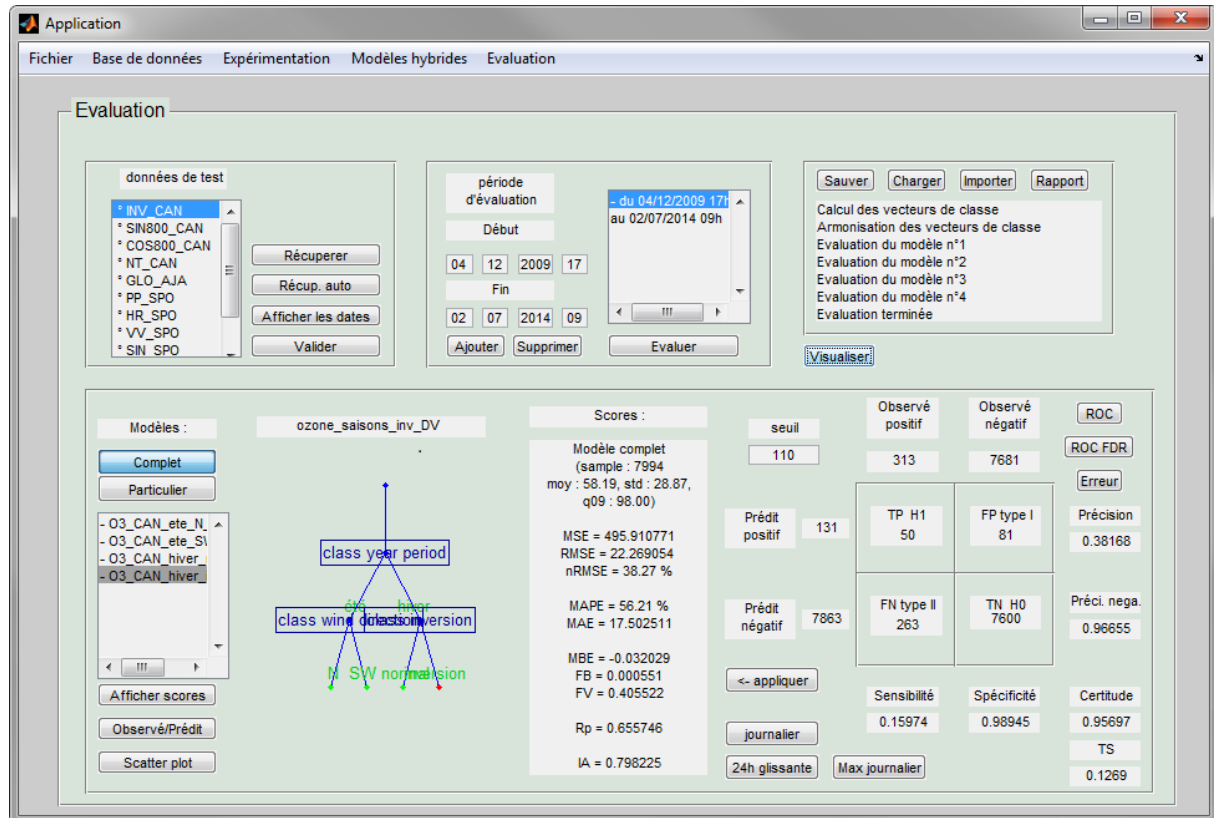 Application
Fichier Base de données Expérimentation Modèles hybrides Evaluation
Evaluation
données de test
* INV_CAN
* SIN800_CAN
* COS800_CAN
* NT_CAN
* GLO_AJA
* PP_SPO
* HR_SPO
* VV_SPO
* SIN_SPO
Récuperer
Récup. auto
Afficher les dates
Valider
période
d'évaluation
Début
04 12 2009 17
Fin
02 07 2014 09
Ajouter Supprimer
- du 04/12/2009 17h
au 02/07/2014 09h
Evaluer
Sauver Charger Importer Rapport
Calcul des vecteurs de classe
Armonisation des vecteurs de classe
Evaluation du modèle n°1
Evaluation du modèle n°2
Evaluation du modèle n°3
Evaluation du modèle n°4
Evaluation terminée
Visualiser
Modèles :
Complet
Particulier
- O3_CAN_ete_N_
- O3_CAN_ete_S
- O3_CAN_hiver_
- O3_CAN_hiver_
Afficher scores
Observé/Prédit
Scatter plot
ozone_saisons_inv_DV
class year period
été hiver
class wind direction class inversion
N SW normal inversion
Scores :
Modèle complet
(sample : 7994
moy : 58.19, std : 28.87,
q09 : 98.00)
MSE = 495.910771
RMSE = 22.269054
nRMSE = 38.27 %
MAPE = 56.21 %
MAE = 17.502511
MBE = -0.032029
FB = 0.000551
FV = 0.405522
Rp = 0.655746
IA = 0.798225
seuil
110
Observé
positif
313
Observé
négatif
7681
Prédit
positif
131
TP H1
50
FP type I
81
Prédit
négatif
7863
FN type II
263
TN H0
7600
<- appliquer
journalier
24h glissante Max journalier
Sensibilité
0.15974
Spécificité
0.98945
ROC
ROC FDR
Erreur
Précision
0.38168
Préci. nega.
0.96655
Certitude
0.95697
TS
0.1269